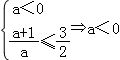 { a<0
a+1/a ≤ 3/2 ⇒ a<0